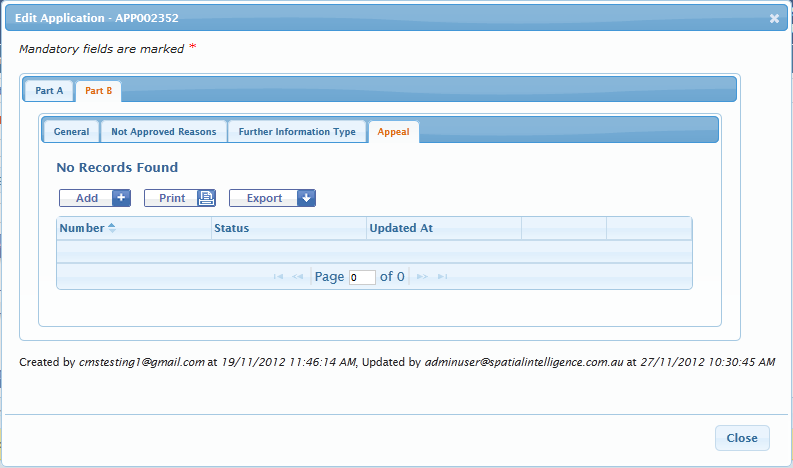 Edit Application - APP002352
Mandatory fields are marked *
Part A Part B
General Not Approved Reasons Further Information Type Appeal
No Records Found
Add Print Export
Number Status Updated At
Page 0 of 0
Created by cmstesting1@gmail.com at 19/11/2012 11:46:14 AM, Updated by adminuser@spatialintelligence.com.au at 27/11/2012 10:30:45 AM
Close